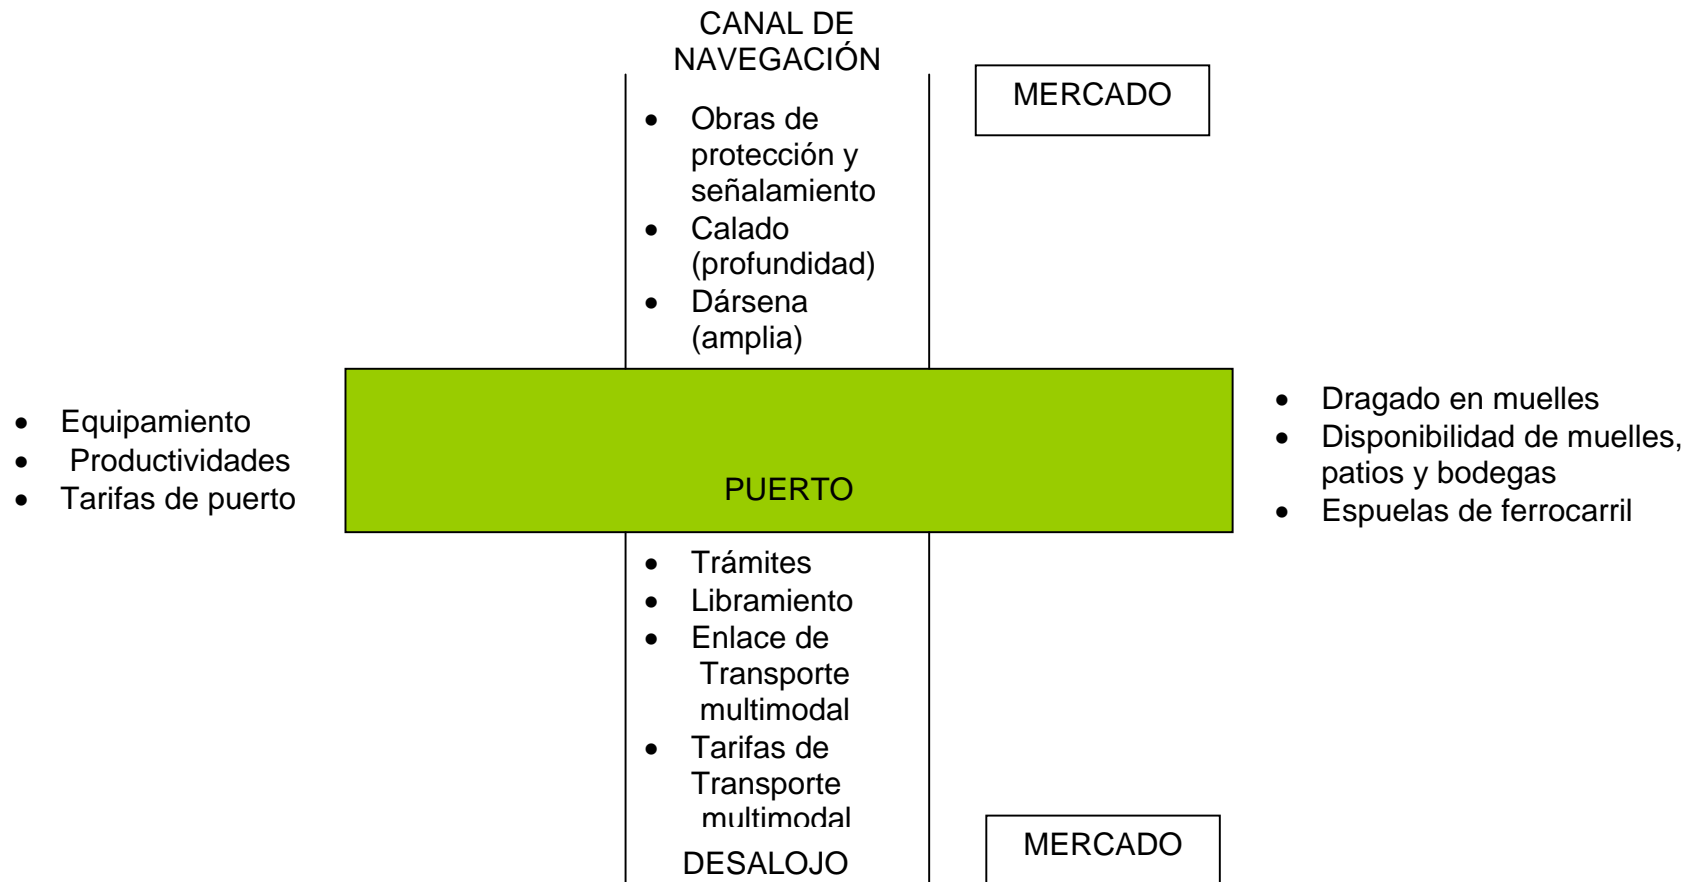 CANAL DE
NAVEGACIÓN
MERCADO
• Obras de
protección y
señalamiento
• Calado
(profundidad)
• Dársena
(amplia)
• Equipamiento
• Productividades
• Tarifas de puerto
PUERTO
• Dragado en muelles
• Disponibilidad de muelles,
patios y bodegas
• Espuelas de ferrocarril
• Trámites
• Libramiento
• Enlace de
Transporte
multimodal
• Tarifas de
Transporte
multimodal
DESALOJO
MERCADO